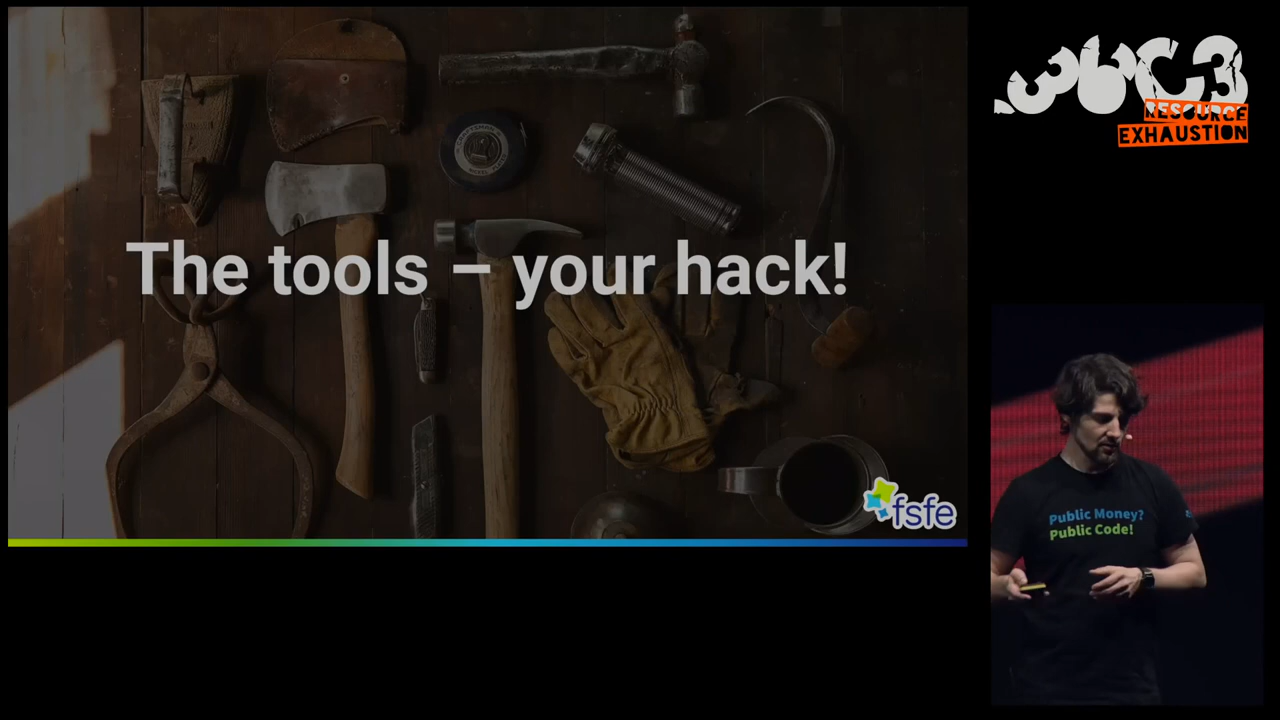 The tools – your hack!
fsfe
36C3
RESOURCE
EXHAUSTION
Public Money?
Public Code!